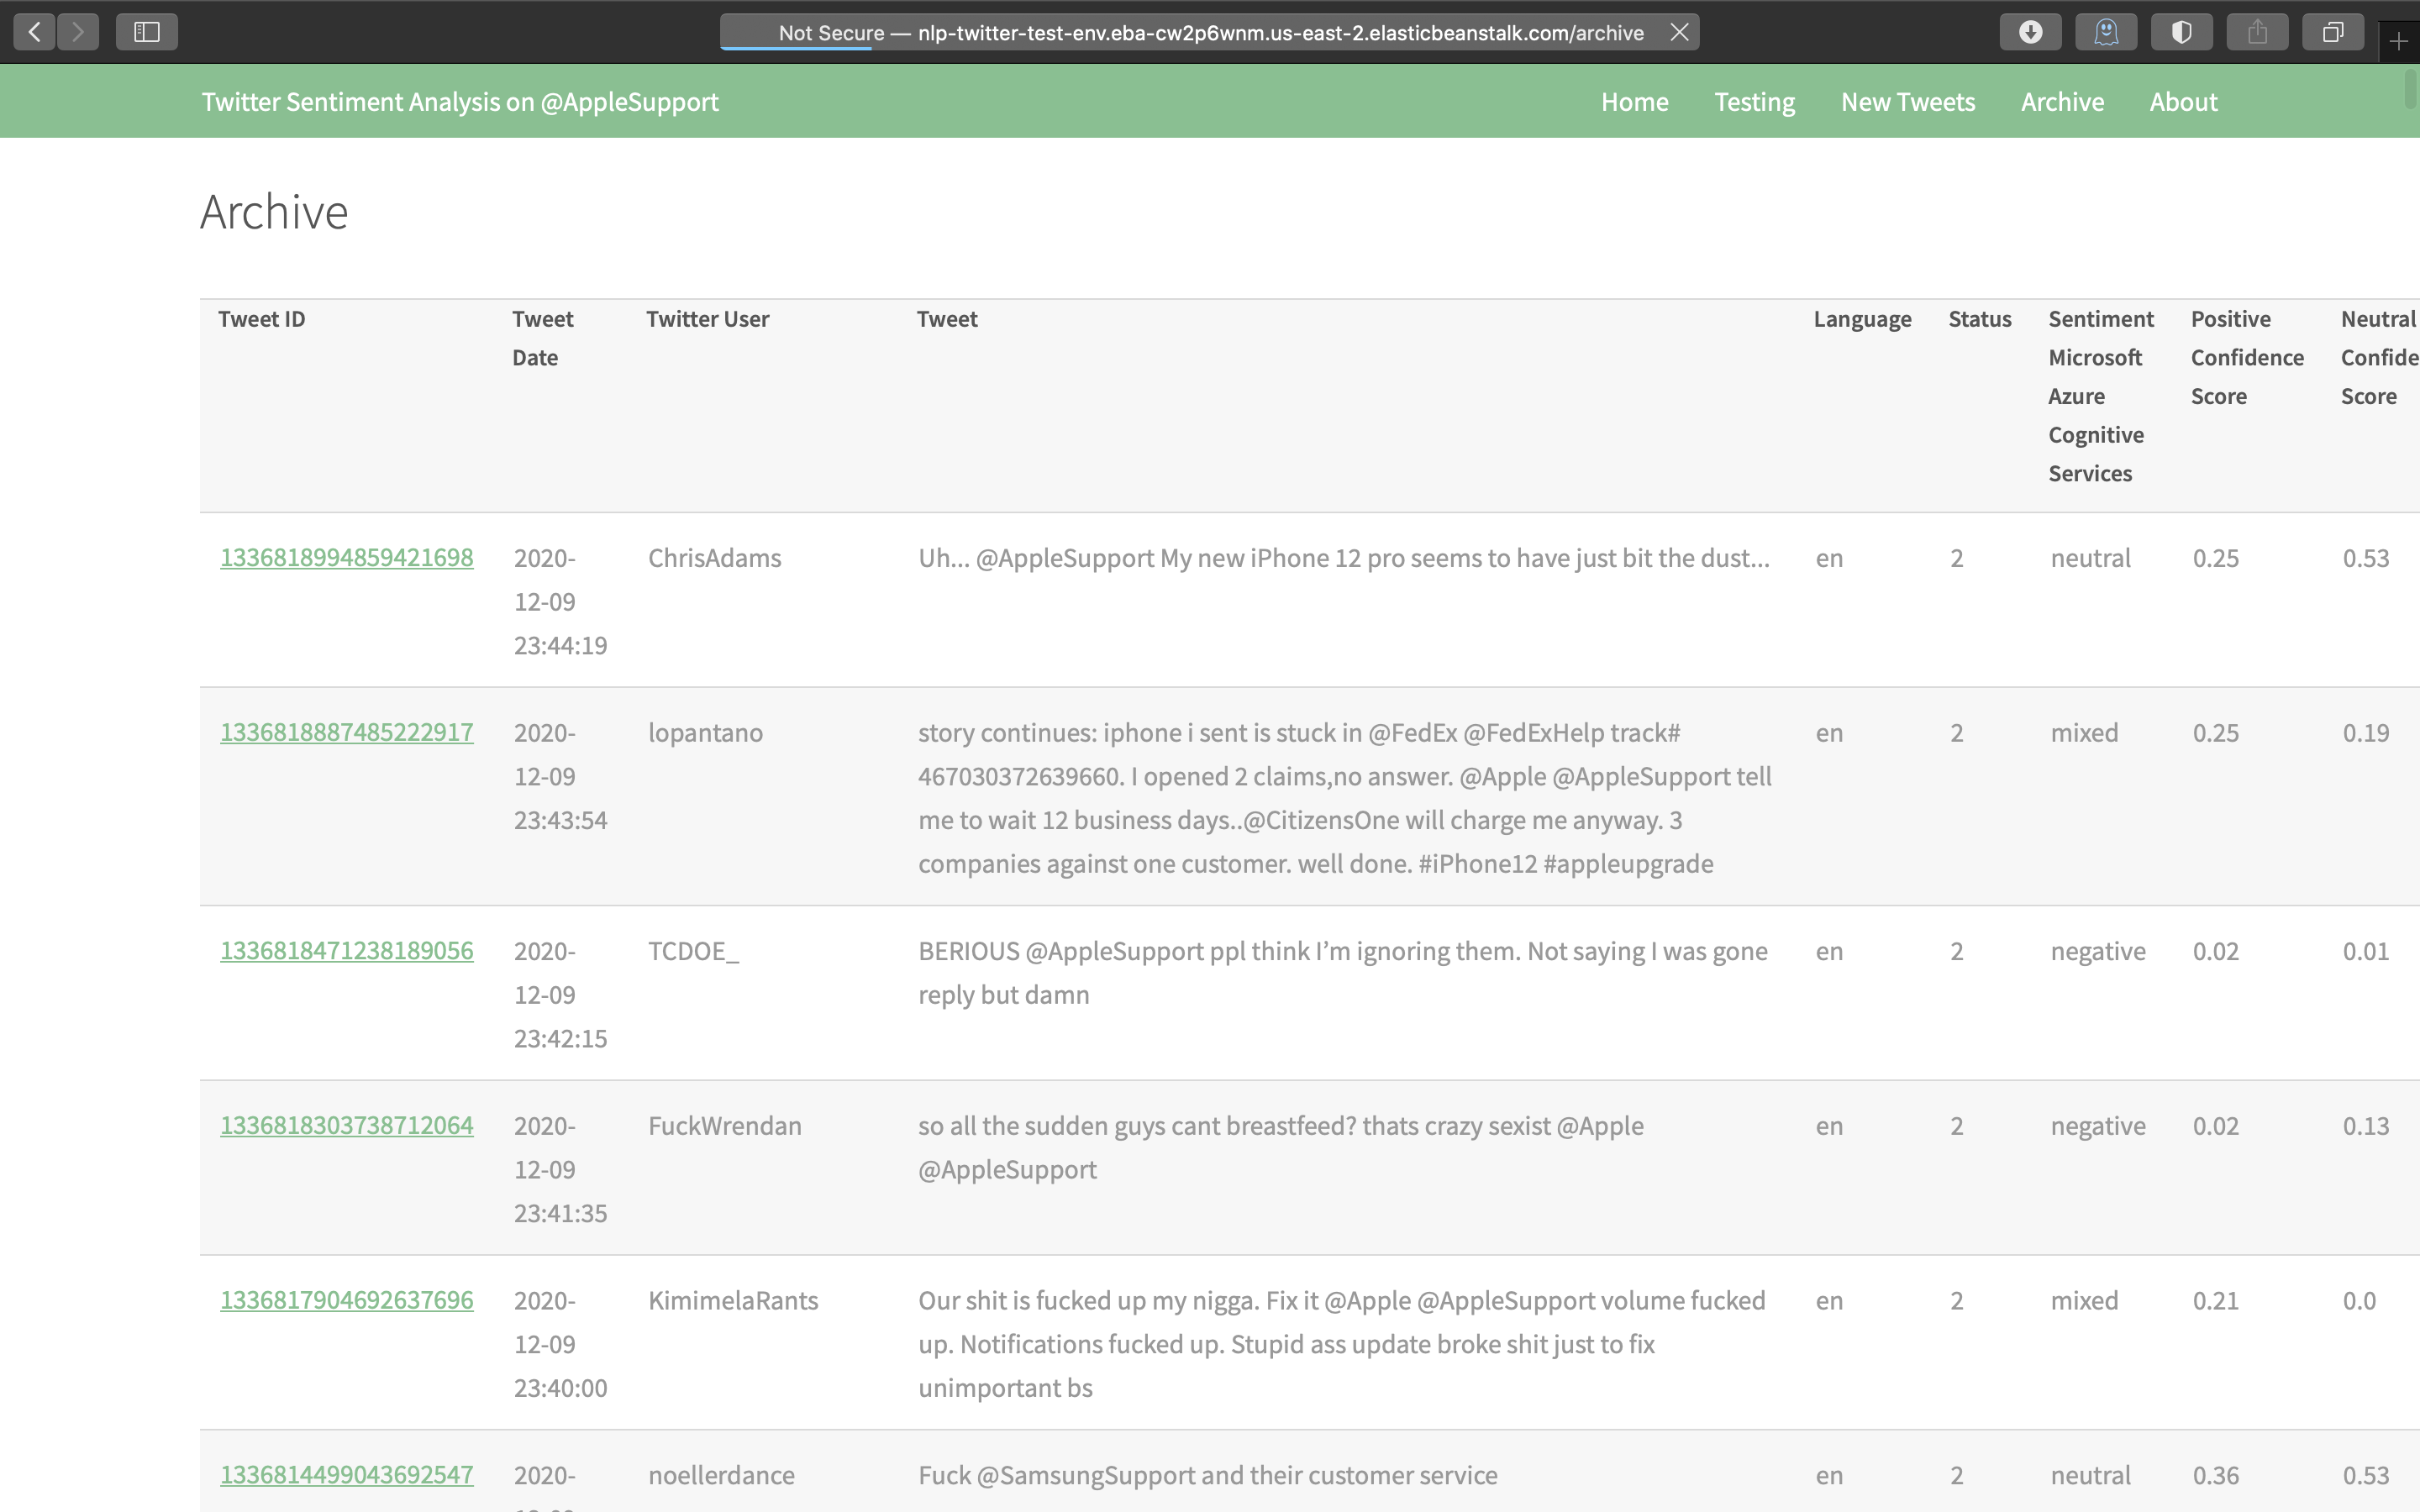 Not Secure — nlp-twitter-test-env.eba-cw2p6wnm.us-east-2.elasticbeanstalk.com/archive
Twitter Sentiment Analysis on @AppleSupport
Home Testing New Tweets Archive About
Archive
Tweet ID
Tweet
Date
Twitter User
Tweet
Language
Status
Sentiment
Microsoft
Azure
Cognitive
Services
Positive
Confidence
Score
Neutral
Confide
Score
1336818994859421698
2020-
12-09
23:44:19
ChrisAdams
Uh... @AppleSupport My new iPhone 12 pro seems to have just bit the dust...
en
2
neutral
0.25
0.53
1336818887485222917
2020-
12-09
23:43:54
lopantano
story continues: iphone i sent is stuck in @FedEx @FedExHelp track#
467030372639660. I opened 2 claims,no answer. @Apple @AppleSupport tell
me to wait 12 business days..@CitizensOne will charge me anyway. 3
companies against one customer. well done. #iPhone12 #appleupgrade
en
2
mixed
0.25
0.19
1336818471238189056
2020-
12-09
23:42:15
TCDOE_
BERIOUS @AppleSupport ppl think I’m ignoring them. Not saying I was gone
reply but damn
en
2
negative
0.02
0.01
1336818303738712064
2020-
12-09
23:41:35
FuckWrendan
so all the sudden guys cant breastfeed? thats crazy sexist @Apple
@AppleSupport
en
2
negative
0.02
0.13
1336817904692637696
2020-
12-09
23:40:00
KimimelaRants
Our shit is fucked up my nigga. Fix it @Apple @AppleSupport volume fucked
up. Notifications fucked up. Stupid ass update broke shit just to fix
unimportant bs
en
2
mixed
0.21
0.0
1336814499043692547
2020-
noellerdance
Fuck @SamsungSupport and their customer service
en
2
neutral
0.36
0.53